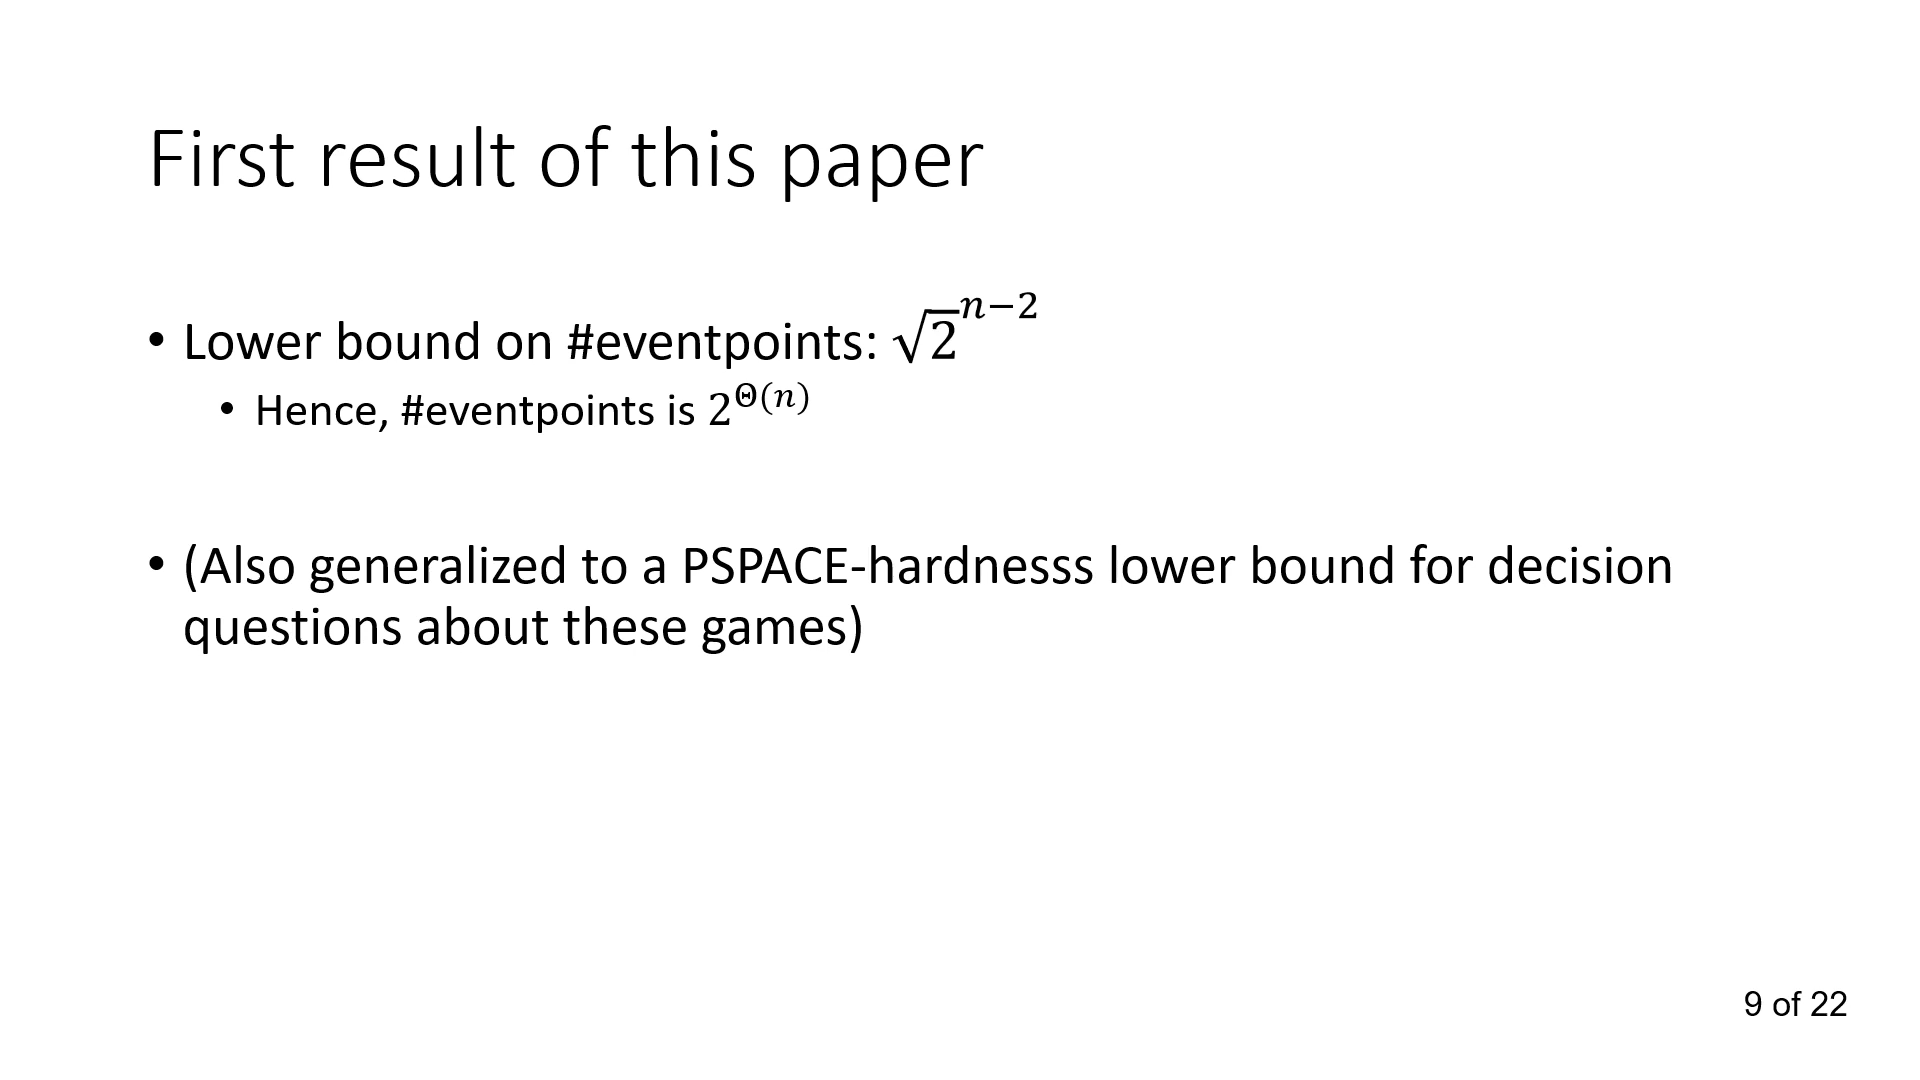 First result of this paper
• Lower bound on #eventpoints: √2^{n−2}
• Hence, #eventpoints is 2^{Θ(n)}
• (Also generalized to a PSPACE-hardnesss lower bound for decision
questions about these games)
9 of 22